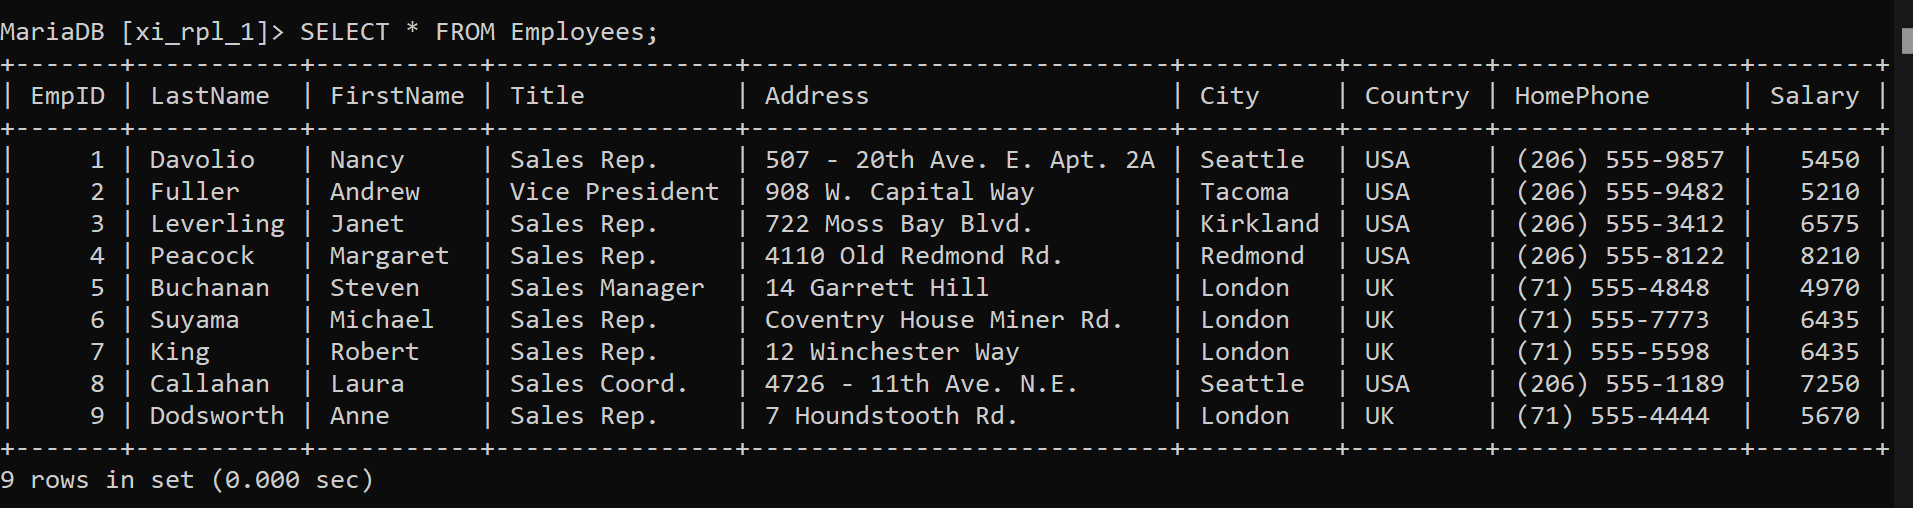 MariaDB [xi_rpl_1]> SELECT * FROM Employees;
+-------+-----------+-----------+----------------+----------------------------+----------+---------+----------------+--------+
| EmpID | LastName  | FirstName | Title          | Address                    | City     | Country | HomePhone      | Salary |
+-------+-----------+-----------+----------------+----------------------------+----------+---------+----------------+--------+
|     1 | Davolio   | Nancy     | Sales Rep.     | 507 - 20th Ave. E. Apt. 2A | Seattle  | USA     | (206) 555-9857 |   5450 |
|     2 | Fuller    | Andrew    | Vice President | 908 W. Capital Way         | Tacoma   | USA     | (206) 555-9482 |   5210 |
|     3 | Leverling | Janet     | Sales Rep.     | 722 Moss Bay Blvd.         | Kirkland | USA     | (206) 555-3412 |   6575 |
|     4 | Peacock   | Margaret  | Sales Rep.     | 4110 Old Redmond Rd.       | Redmond  | USA     | (206) 555-8122 |   8210 |
|     5 | Buchanan  | Steven    | Sales Manager  | 14 Garrett Hill            | London   | UK      | (71) 555-4848  |   4970 |
|     6 | Suyama    | Michael   | Sales Rep.     | Coventry House Miner Rd.   | London   | UK      | (71) 555-7773  |   6435 |
|     7 | King      | Robert    | Sales Rep.     | 12 Winchester Way          | London   | UK      | (71) 555-5598  |   6435 |
|     8 | Callahan  | Laura     | Sales Coord.   | 4726 - 11th Ave. N.E.      | Seattle  | USA     | (206) 555-1189 |   7250 |
|     9 | Dodsworth | Anne      | Sales Rep.     | 7 Houndstooth Rd.          | London   | UK      | (71) 555-4444  |   5670 |
+-------+-----------+-----------+----------------+----------------------------+----------+---------+----------------+--------+
9 rows in set (0.000 sec)